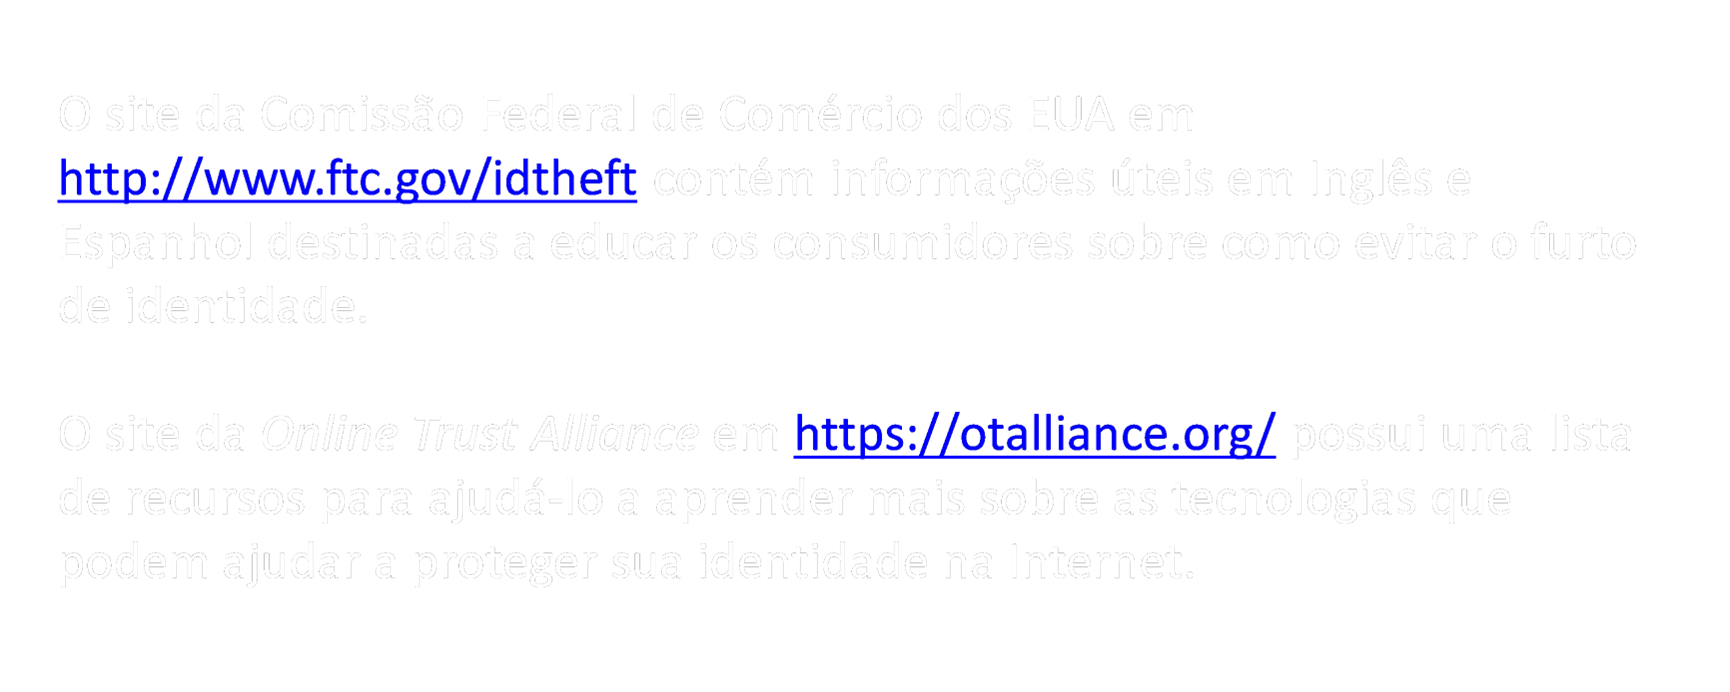 O site da Comissão Federal de Comércio dos EUA em
http://www.ftc.gov/idtheft contém informações úteis em Inglês e
Espanhol destinadas a educar os consumidores sobre como evitar o furto
de identidade.
O site da Online Trust Alliance em https://otalliance.org/ possui uma lista
de recursos para ajudá-lo a aprender mais sobre as tecnologias que
podem ajudar a proteger sua identidade na Internet.